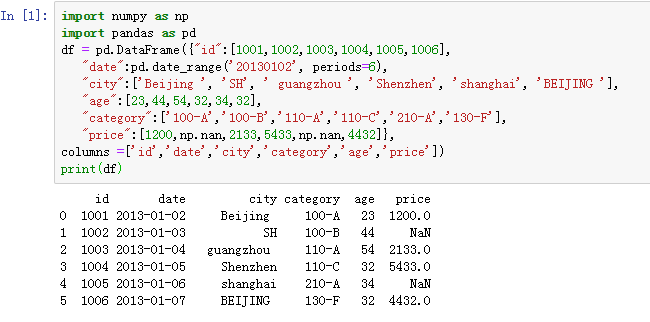 In [1]: import numpy as np
import pandas as pd
df = pd.DataFrame({"id":[1001,1002,1003,1004,1005,1006],
"date":pd.date_range('20130102', periods=6),
"city":['Beijing ', 'SH', ' guangzhou ', 'Shenzhen', 'shanghai', 'BEIJING '],
"age":[23,44,54,32,34,32],
"category":['100-A','100-B','110-A','110-C','210-A','130-F'],
"price":[1200,np.nan,2133,5433,np.nan,4432]},
columns =['id','date','city','category','age','price'])
print(df)
id date city category age price
0 1001 2013-01-02 Beijing 100-A 23 1200.0
1 1002 2013-01-03 SH 100-B 44 NaN
2 1003 2013-01-04 guangzhou 110-A 54 2133.0
3 1004 2013-01-05 Shenzhen 110-C 32 5433.0
4 1005 2013-01-06 shanghai 210-A 34 NaN
5 1006 2013-01-07 BEIJING 130-F 32 4432.0